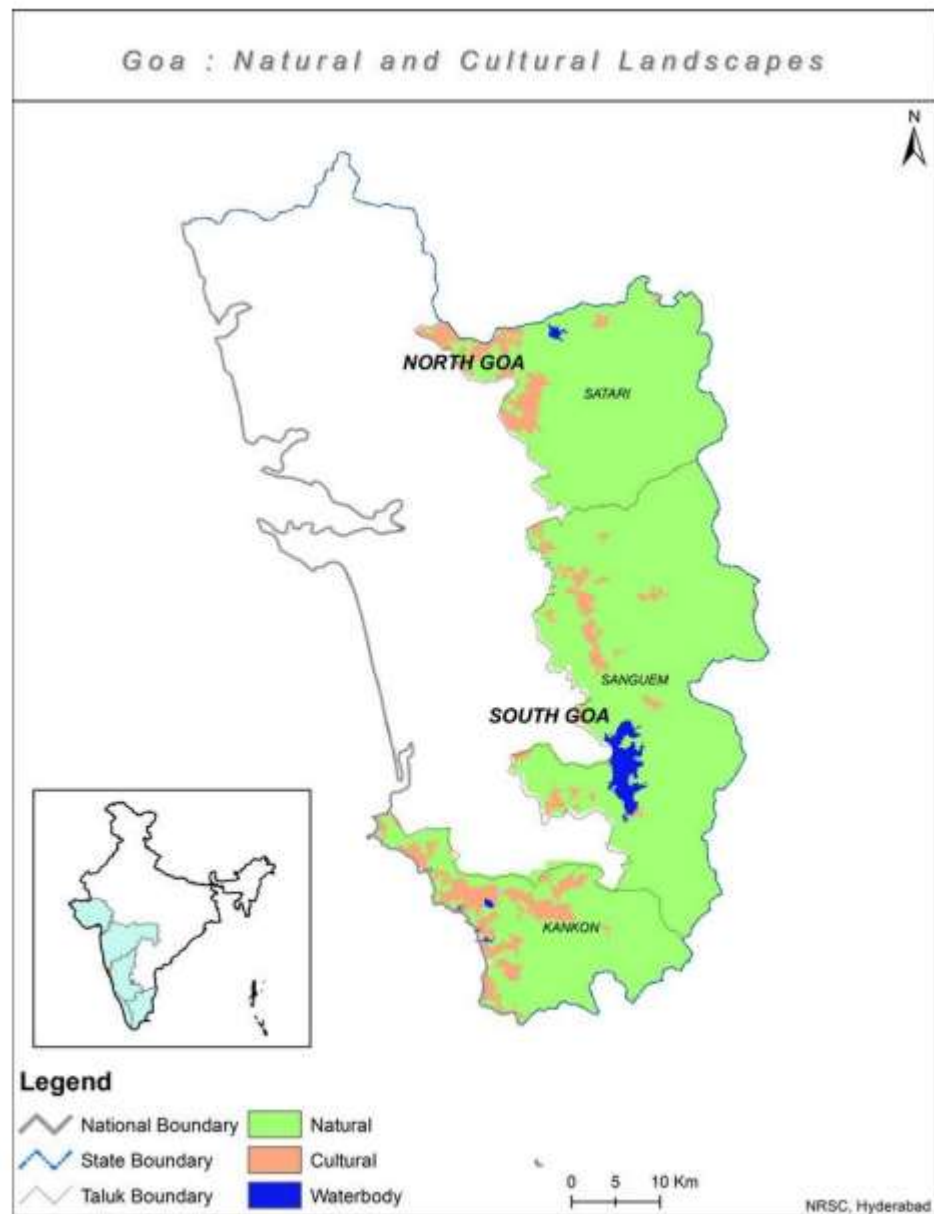 Goa : Natural and Cultural Landscapes
N
NORTH GOA
SATARI
SANGUEM
SOUTH GOA
KANKON
Legend
National Boundary
Natural
State Boundary
Cultural
Taluk Boundary
Waterbody
0 5 10 Km
NRSC, Hyderabad